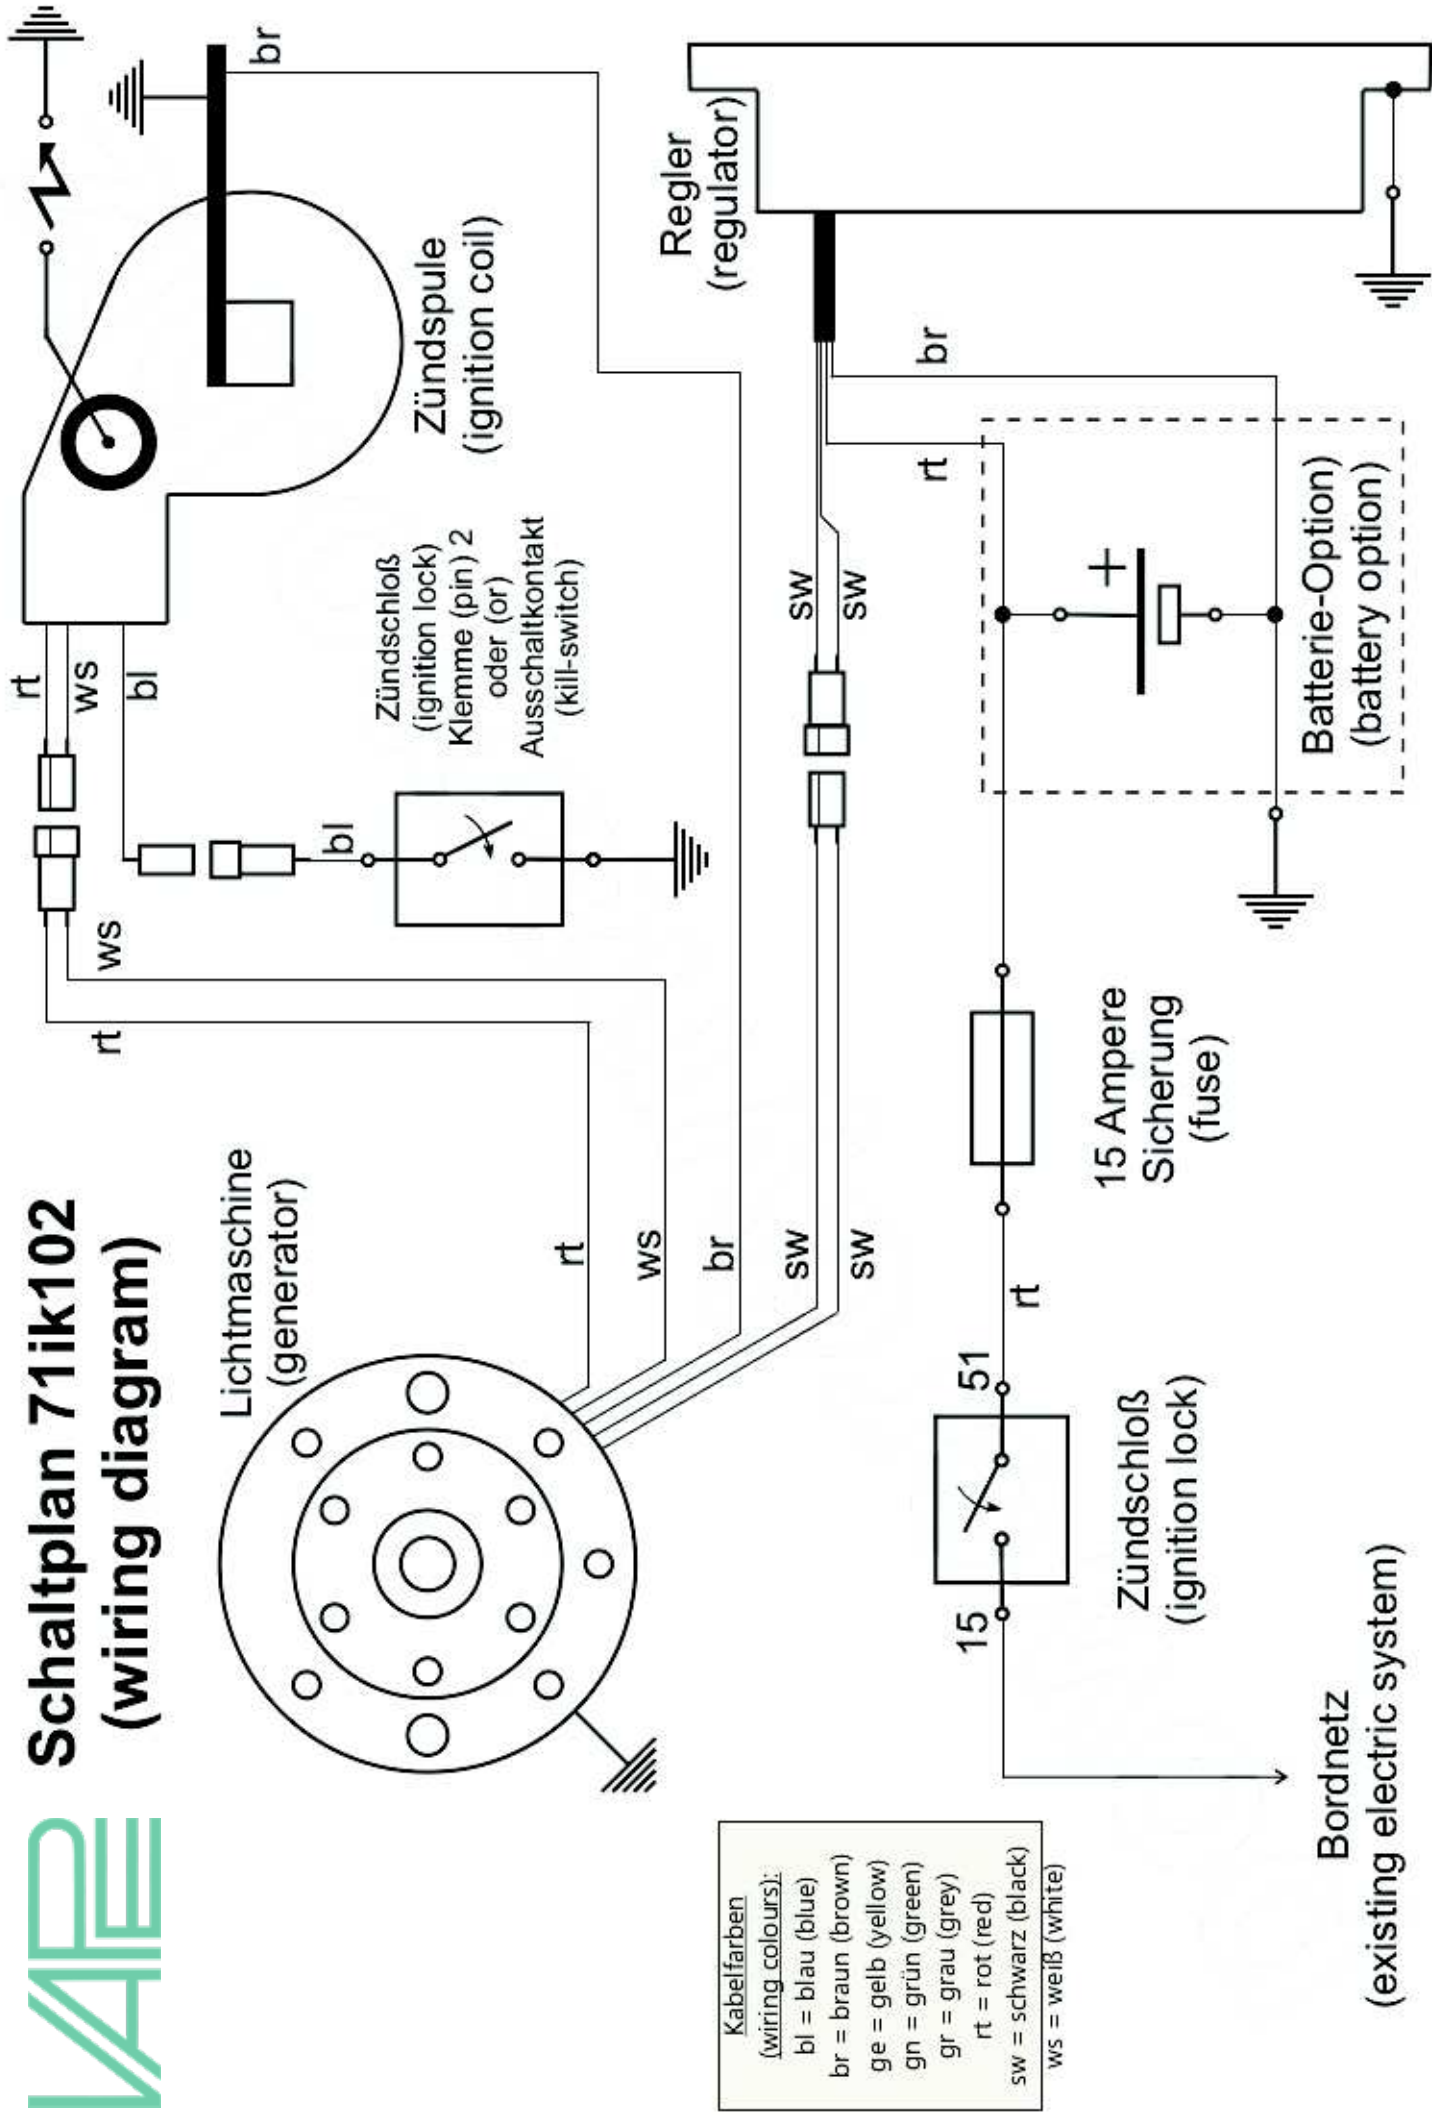 VAPE
Schaltplan 71ik102
(wiring diagram)
Lichtmaschine
(generator)
rt
ws
rt
ws
bl
bl
Zündschloß
(ignition lock)
Klemme (pin) 2
oder (or)
Ausschaltkontakt
(kill-switch)
Zündspule
(ignition coil)
br
rt
ws
br
sw
sw
sw
sw
Regler
(regulator)
rt
br
Kabelfarben
(wiring colours):
bl = blau (blue)
br = braun (brown)
ge = gelb (yellow)
gn = grün (green)
gr = grau (grey)
rt = rot (red)
sw = schwarz (black)
ws = weiß (white)
15
51
rt
Zündschloß
(ignition lock)
15 Ampere
Sicherung
(fuse)
+
Batterie-Option)
(battery option)
Bordnetz
(existing electric system)